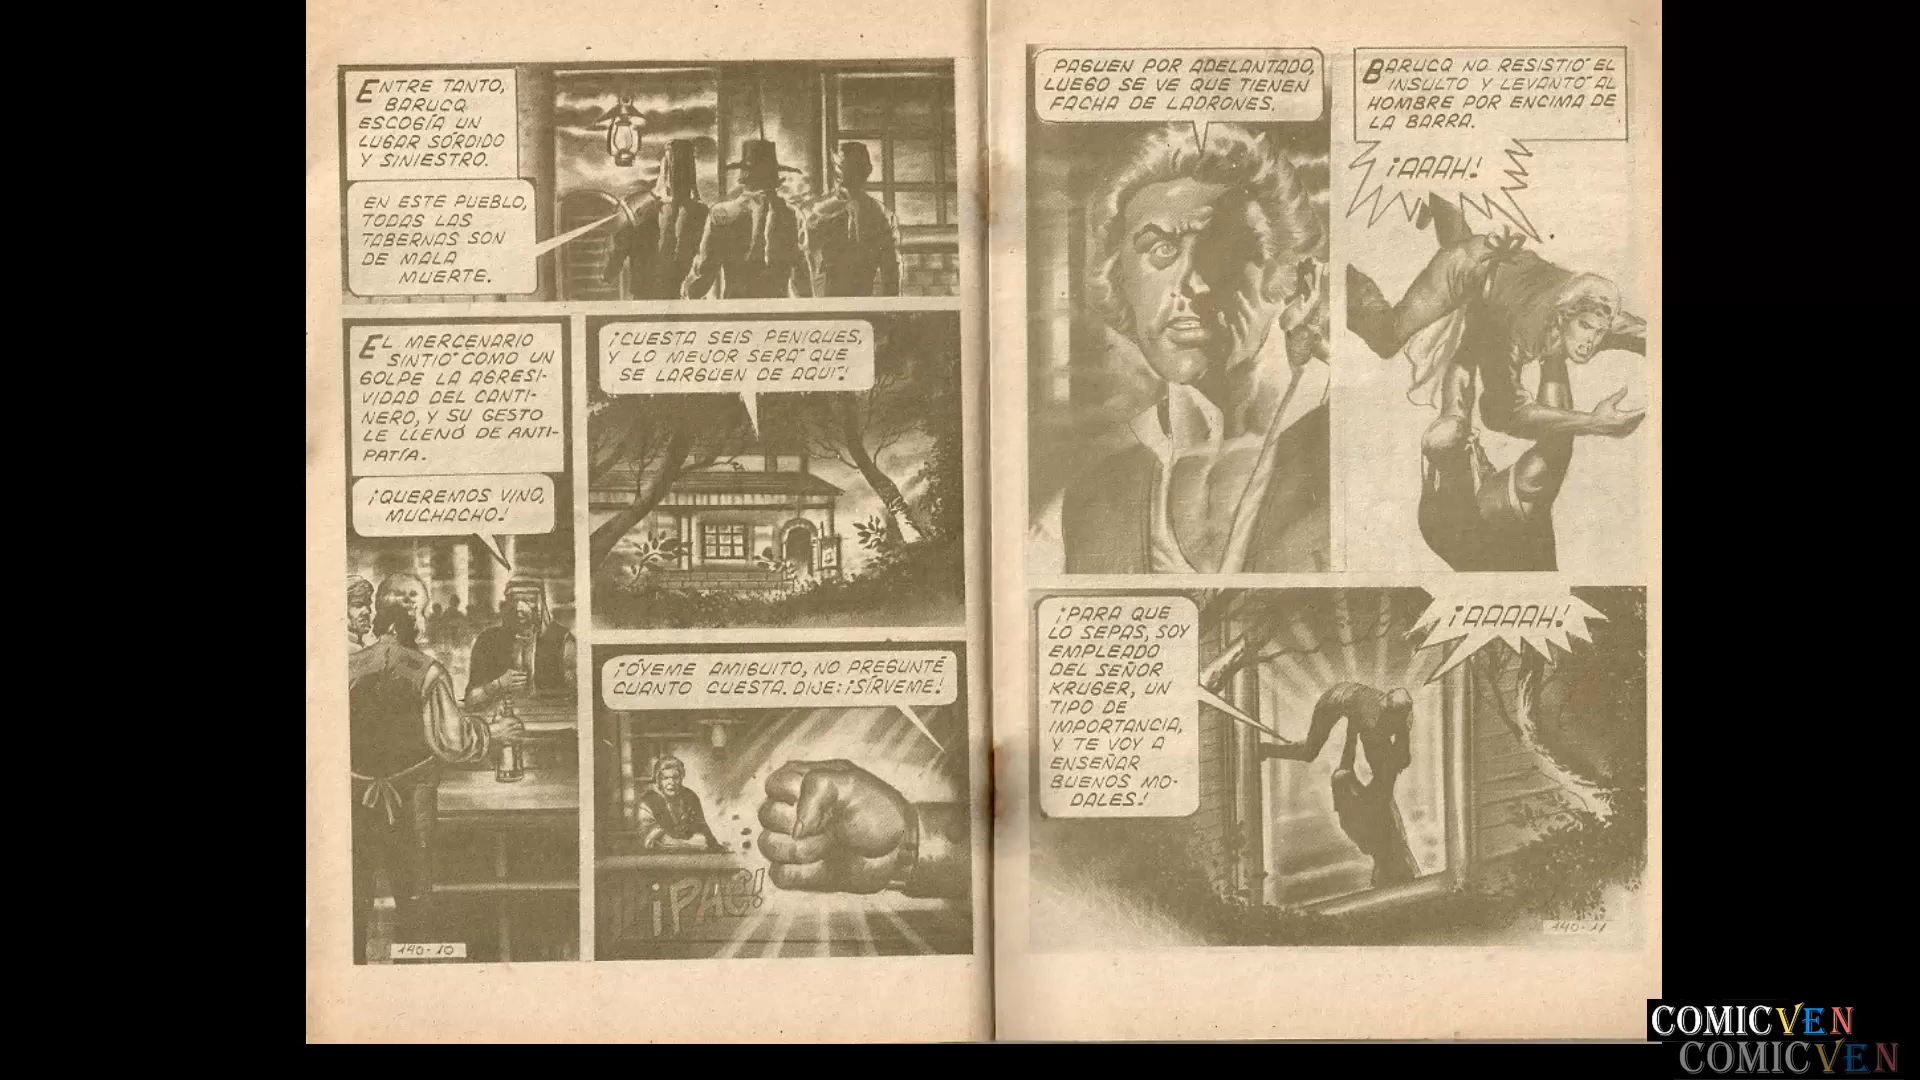 ENTRE TANTO,
BARUCQ
ESCOGÍA UN
LUGAR SÓRDIDO
Y SINIESTRO.
EN ESTE PUEBLO,
TODAS LAS
TABERNAS SON
DE MALA
MUERTE.
EL MERCENARIO
SINTIÓ COMO UN
GOLPE LA AGRESI-
VIDAD DEL CANTI-
NERO, Y SU GESTO
LE LLENÓ DE ANTI-
PATÍA.
¡QUEREMOS VINO,
MUCHACHO!
¡CUESTA SEIS PENIQUES,
Y LO MEJOR SERÁ QUE
SE LARGUEN DE AQUÍ!
¡ÓYEME AMIGUITO, NO PREGUNTÉ
CUANTO CUESTA. DIJE: ¡SÍRVEME!
¡PAC!
140-10
PAGUEN POR ADELANTADO,
LUEGO SE VE QUE TIENEN
FACHA DE LADRONES.
BARUCQ NO RESISTIÓ EL
INSULTO Y LEVANTÓ AL
HOMBRE POR ENCIMA DE
LA BARRA.
¡AAAH!
¡PARA QUE
LO SEPAS, SOY
EMPLEADO
DEL SEÑOR
KRUGER, UN
TIPO DE
IMPORTANCIA,
Y TE VOY A
ENSEÑAR
BUENOS MO-
DALES!
¡AAAAH!
140-11
COMICVEN
COMICVEN